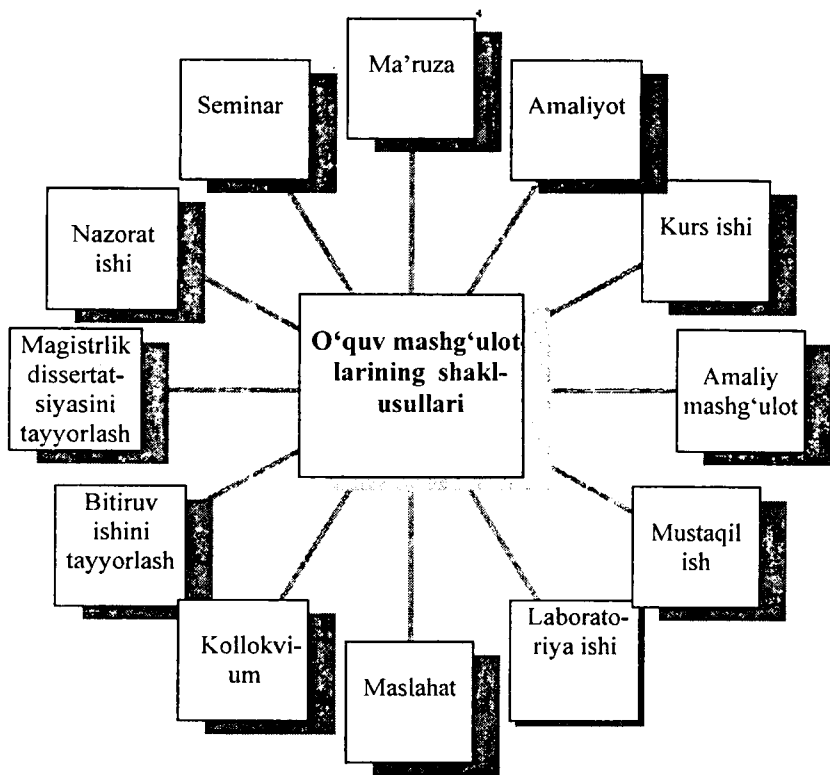 Ma’ruza
Seminar
Amaliyot
Nazorat
ishi
Kurs ishi
O‘quv mashg‘ulot-
larining shakl-
usullari
Magistrlik
dissertat-
siyasini
tayyorlash
Amaliy
mashg‘ulot
Bitiruv
ishini
tayyorlash
Mustaqil
ish
Kollokvi-
um
Laborato-
riya ishi
Maslahat